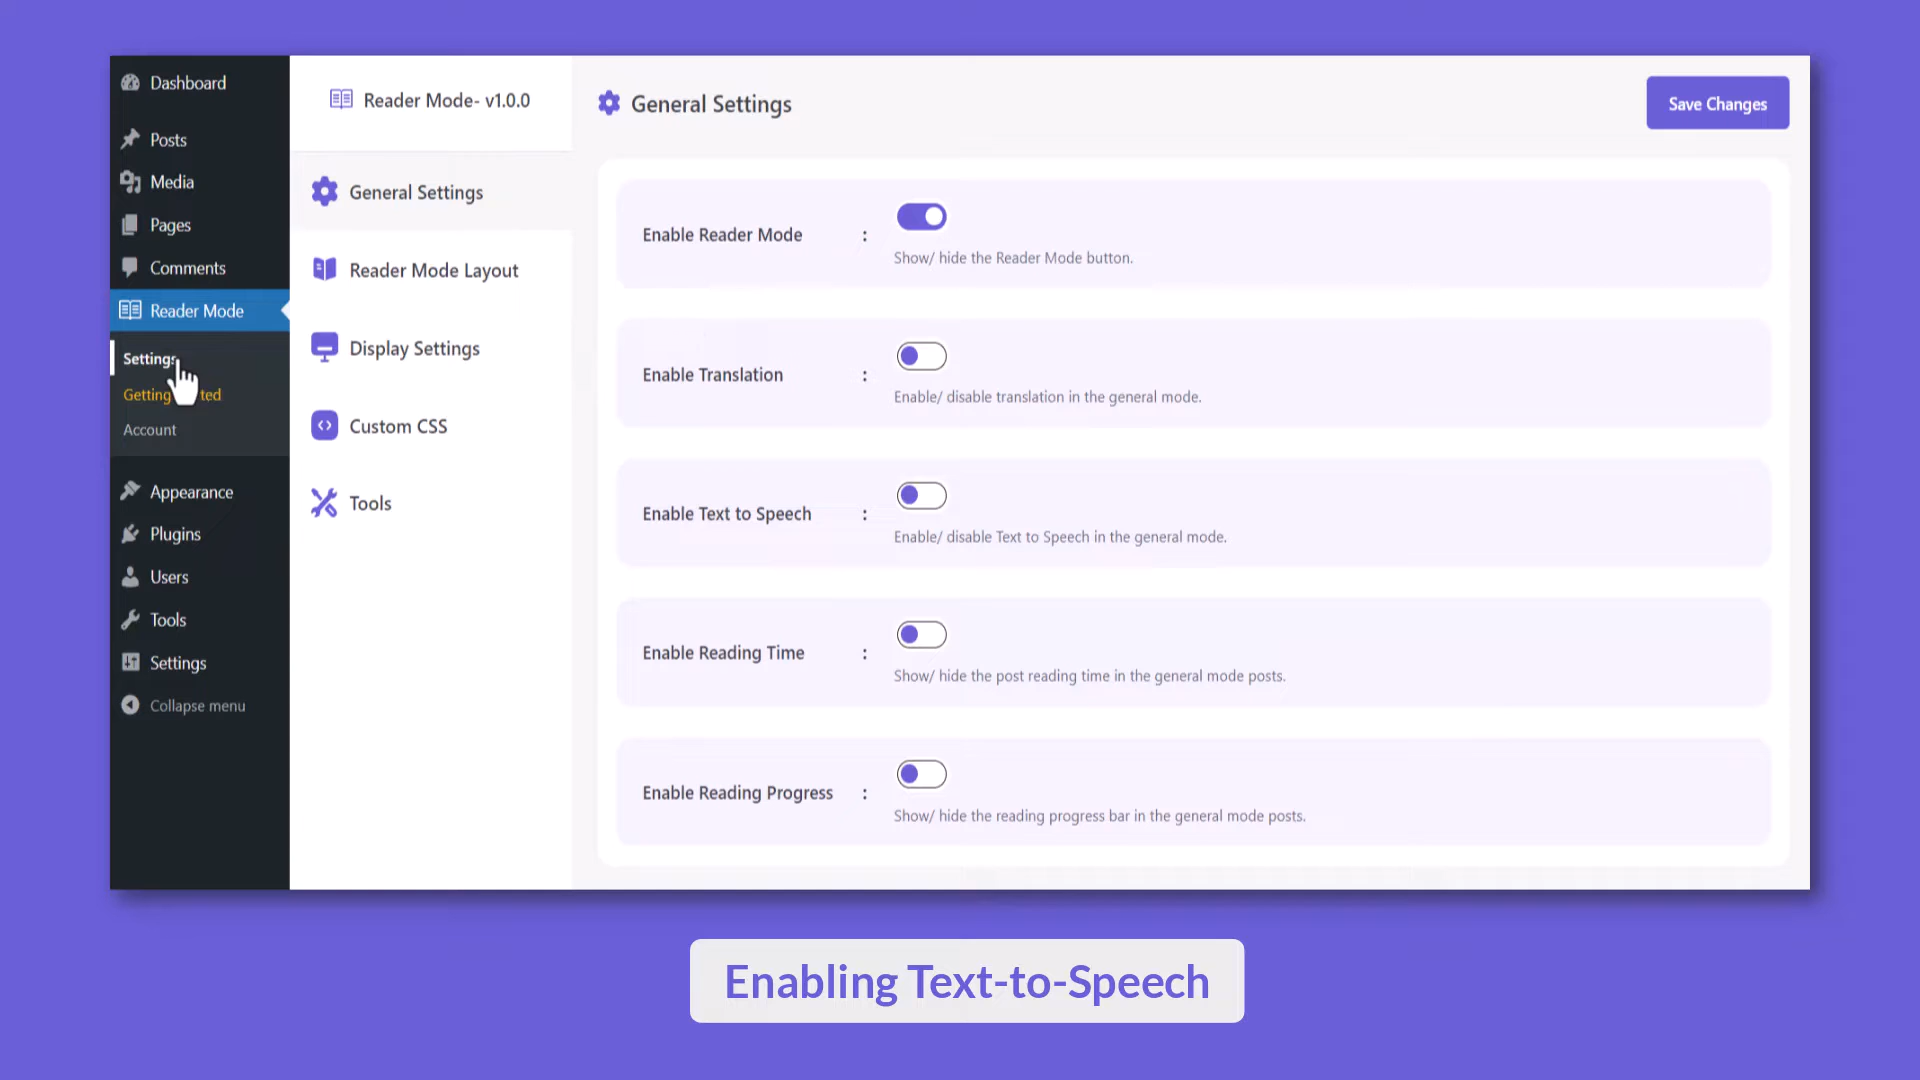 Dashboard
Posts
Media
Pages
Comments
Reader Mode
Settings
Getting ted
Account
Appearance
Plugins
Users
Tools
Settings
Collapse menu
Reader Mode- v1.0.0
General Settings
Reader Mode Layout
Display Settings
Custom CSS
Tools
General Settings
Save Changes
Enable Reader Mode :
Show/ hide the Reader Mode button.
Enable Translation :
Enable/ disable translation in the general mode.
Enable Text to Speech :
Enable/ disable Text to Speech in the general mode.
Enable Reading Time :
Show/ hide the post reading time in the general mode posts.
Enable Reading Progress :
Show/ hide the reading progress bar in the general mode posts.
Enabling Text-to-Speech